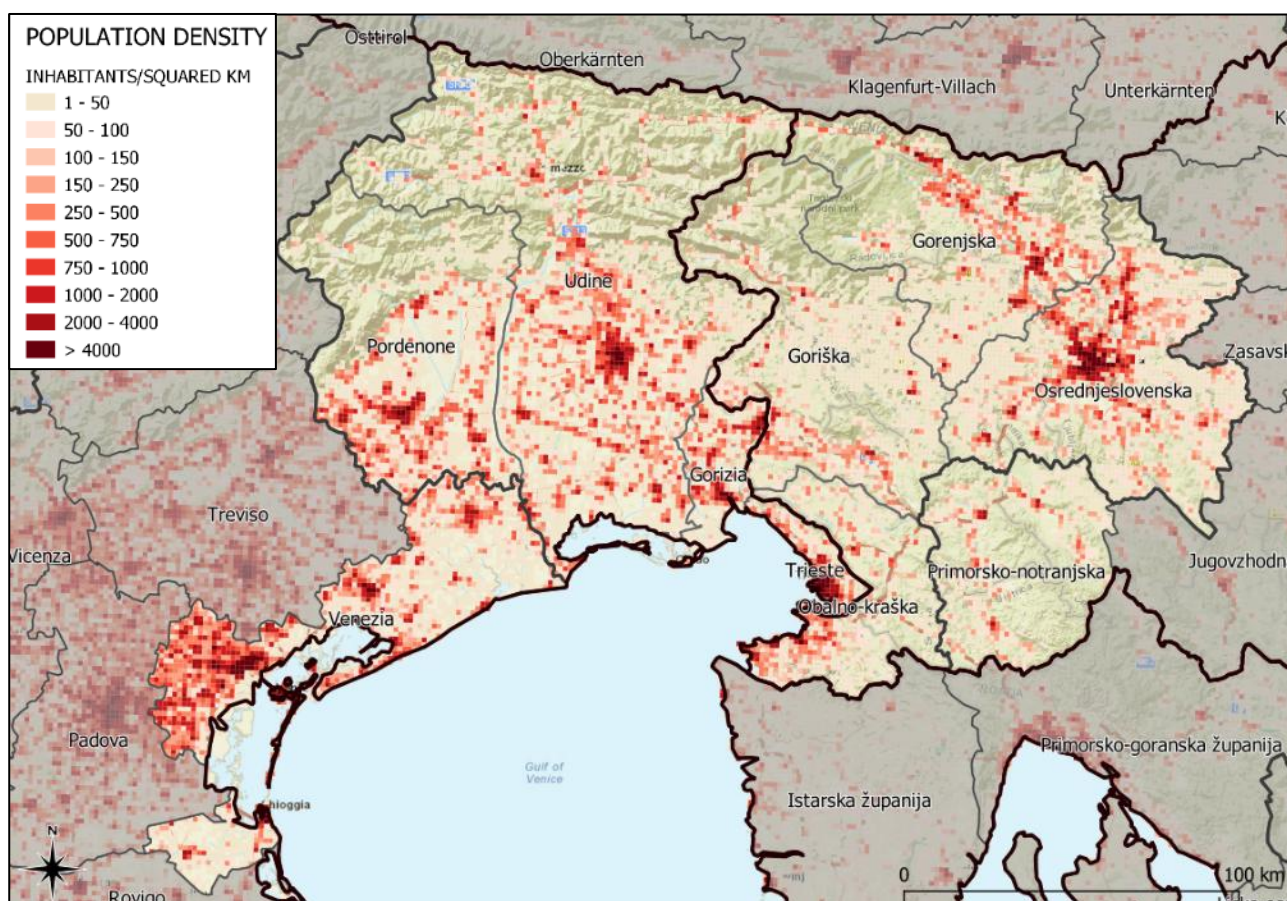 POPULATION DENSITY
INHABITANTS/SQUARED KM
1 - 50
50 - 100
100 - 150
150 - 250
250 - 500
500 - 750
750 - 1000
1000 - 2000
2000 - 4000
> 4000
Osttirol
Oberkärnten
Klagenfurt-Villach
Unterkärnten
Gorenjska
Udine
Pordenone
Goriška
Zasavsk
Osrednjeslovenska
Gorizia
Treviso
Vicenza
Jugovzhodn
Trieste
Primorsko-notranjska
Obalno-kraška
Venezia
Padova
Primorsko-goranska županija
Gulf of
Venice
Istarska županija
hioggia
N
0
100 km
Rovigo